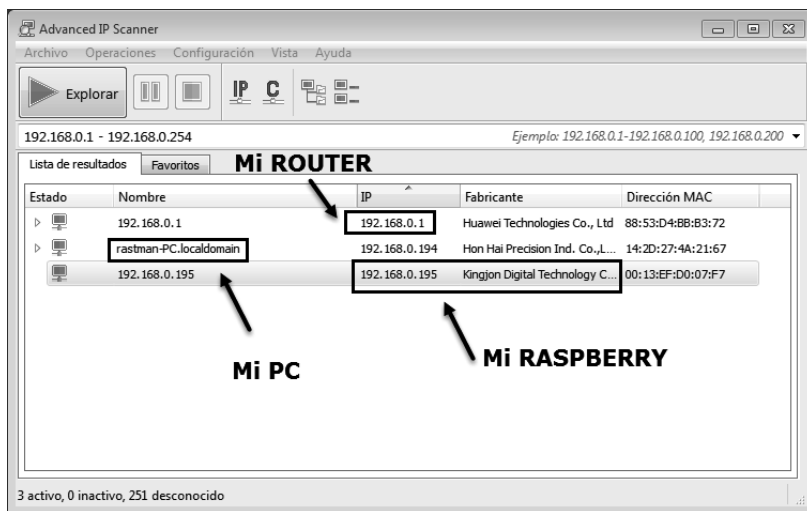 Advanced IP Scanner
Archivo Operaciones Configuración Vista Ayuda
Explorar IP C
192.168.0.1 - 192.168.0.254 Ejemplo: 192.168.0.1-192.168.0.100, 192.168.0.200
Lista de resultados Favoritos Mi ROUTER
Estado Nombre IP Fabricante Dirección MAC
192.168.0.1 192.168.0.1 Huawei Technologies Co., Ltd 88:53:D4:BB:B3:72
rastman-PC.localdomain 192.168.0.194 Hon Hai Precision Ind. Co.,L... 14:2D:27:4A:21:67
192.168.0.195 192.168.0.195 Kingjon Digital Technology C... 00:13:EF:D0:07:F7
Mi RASPBERRY
Mi PC
3 activo, 0 inactivo, 251 desconocido